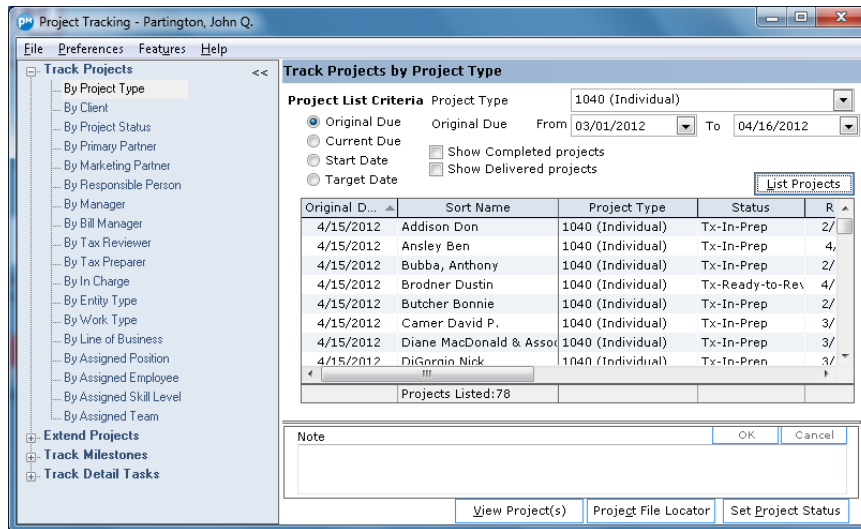 PM Project Tracking - Partington, John Q.
File Preferences Features Help
Track Projects <<
By Project Type
By Client
By Project Status
By Primary Partner
By Marketing Partner
By Responsible Person
By Manager
By Bill Manager
By Tax Reviewer
By Tax Preparer
By In Charge
By Entity Type
By Work Type
By Line of Business
By Assigned Position
By Assigned Employee
By Assigned Skill Level
By Assigned Team
Extend Projects
Track Milestones
Track Detail Tasks
Track Projects by Project Type
Project List Criteria Project Type 1040 (Individual)
Original Due Original Due From 03/01/2012 To 04/16/2012
Current Due
Show Completed projects
Start Date
Show Delivered projects
Target Date
List Projects
Original D... Sort Name Project Type Status R
4/15/2012 Addison Don 1040 (Individual) Tx-In-Prep 2/
4/15/2012 Ansley Ben 1040 (Individual) Tx-In-Prep 4,
4/15/2012 Bubba, Anthony 1040 (Individual) Tx-In-Prep 2/
4/15/2012 Brodner Dustin 1040 (Individual) Tx-Ready-to-Rev 4/
4/15/2012 Butcher Bonnie 1040 (Individual) Tx-In-Prep 2/
4/15/2012 Camer David P. 1040 (Individual) Tx-In-Prep 3/
4/15/2012 Diane MacDonald & Assoc 1040 (Individual) Tx-In-Prep 3/
4/15/2012 DiGorgio Nick 1040 (Individual) Tx-In-Prep 3/
Projects Listed:78
Note OK Cancel
View Project(s) Project File Locator Set Project Status